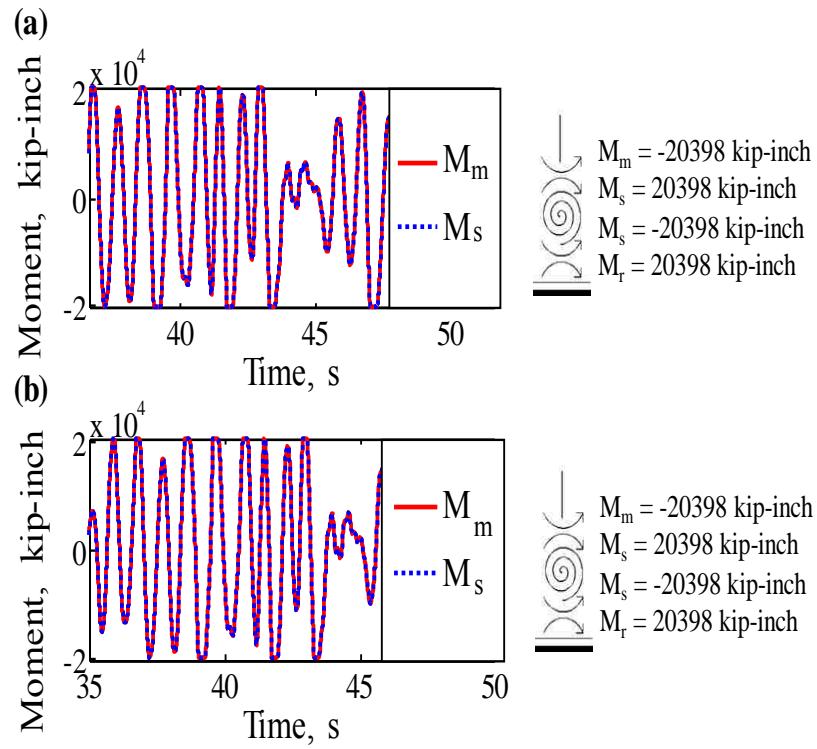 (a)
x 10^4
Moment, kip-inch
2
0
-2
M_m
M_s
40
45
50
Time, s
M_m = -20398 kip-inch
M_s = 20398 kip-inch
M_s = -20398 kip-inch
M_r = 20398 kip-inch
(b)
x 10^4
Moment, kip-inch
2
0
-2
M_m
M_s
35
40
45
50
Time, s
M_m = -20398 kip-inch
M_s = 20398 kip-inch
M_s = -20398 kip-inch
M_r = 20398 kip-inch